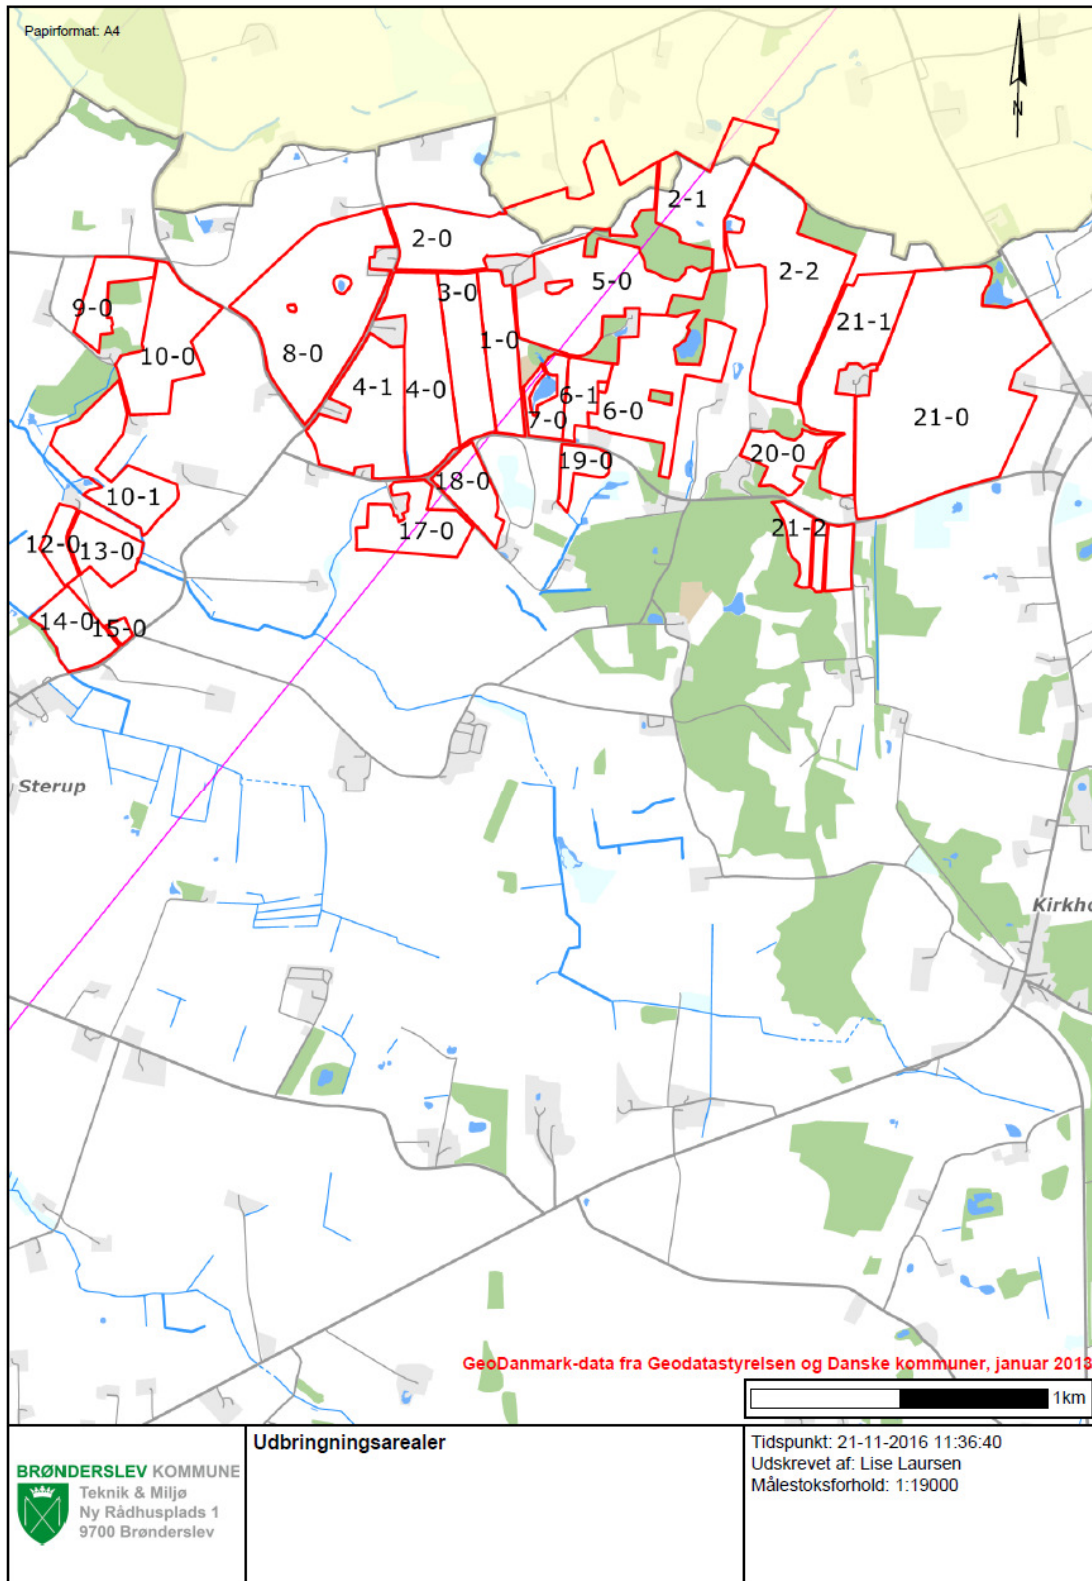 Papirformat: A4
N
2-1
2-0
2-2
5-0
3-0
9-0
21-1
1-0
10-0
8-0
4-1
4-0
6-1
6-0
21-0
7-0
20-0
19-0
18-0
10-1
17-0
21-2
12-0
13-0
14-0
15-0
Sterup
Kirkho
GeoDanmark-data fra Geodatastyrelsen og Danske kommuner, januar 2013
1km
BRØNDERSLEV KOMMUNE
Teknik & Miljø
Ny Rådhusplads 1
9700 Brønderslev
Udbringningsarealer
Tidspunkt: 21-11-2016 11:36:40
Udskrevet af: Lise Laursen
Målestoksforhold: 1:19000